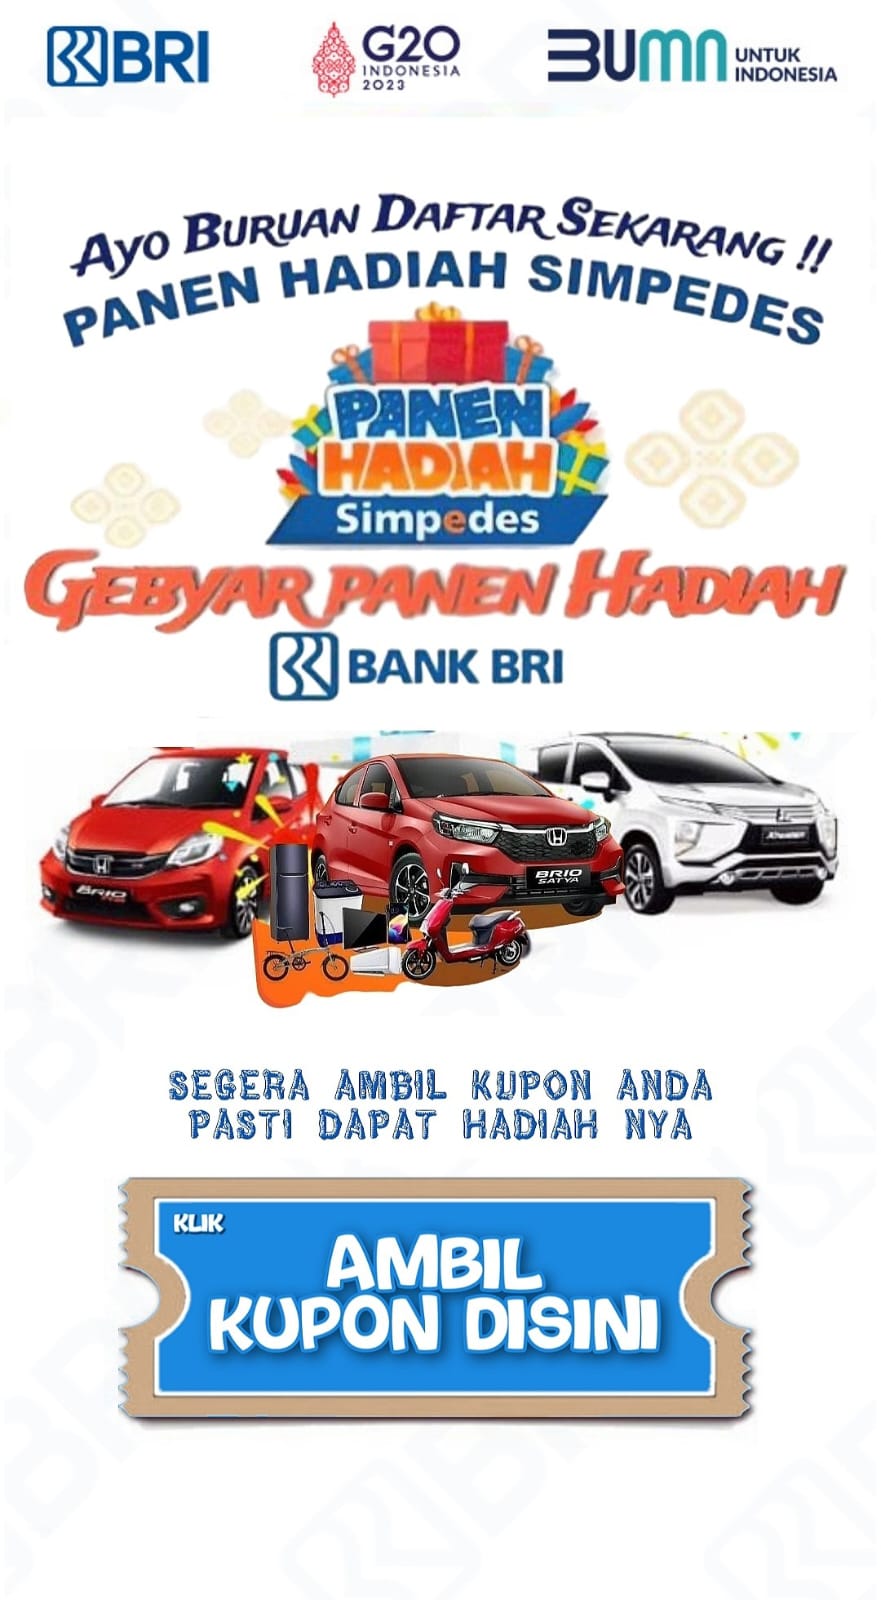 BRI
G20
INDONESIA
2023
BUMN
UNTUK
INDONESIA
AYO BURUAN DAFTAR SEKARANG !!
PANEN HADIAH SIMPEDES
PANEN
HADIAH
Simpedes
GEBYAR PANEN HADIAH
BANK BRI
BRIO
BRIO
SATYA
XPANDER
SEGERA AMBIL KUPON ANDA
PASTI DAPAT HADIAH NYA
KLIK
AMBIL
KUPON DISINI